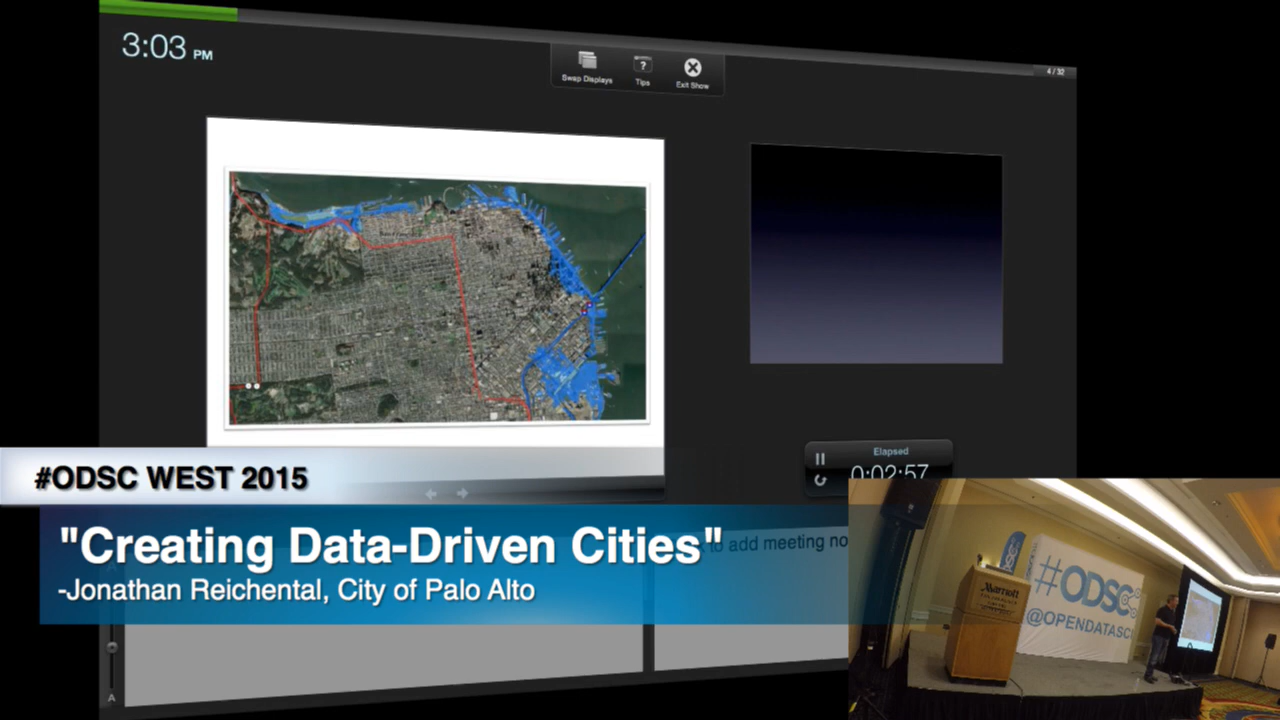 3:03 PM
Swap Displays
?
Tips
Exit Show
4 / 32
Elapsed
0:02:57
#ODSC WEST 2015
"Creating Data-Driven Cities"
to add meeting no
-Jonathan Reichental, City of Palo Alto
A
Marriott
#ODSC
@OPENDATASCI